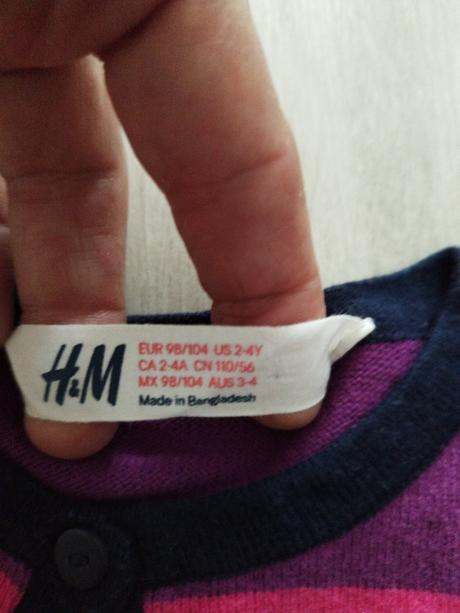 H&M
EUR 98/104 US 2-4Y
CA 2-4A CN 110/56
MX 98/104 AUS 3-4
Made in Bangladesh